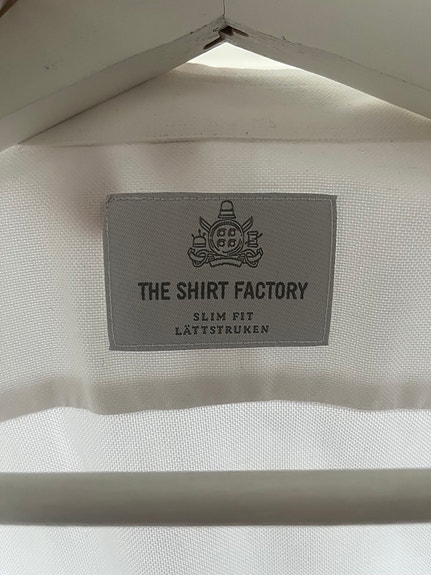 THE SHIRT FACTORY
SLIM FIT
LÄTTSTRUKEN